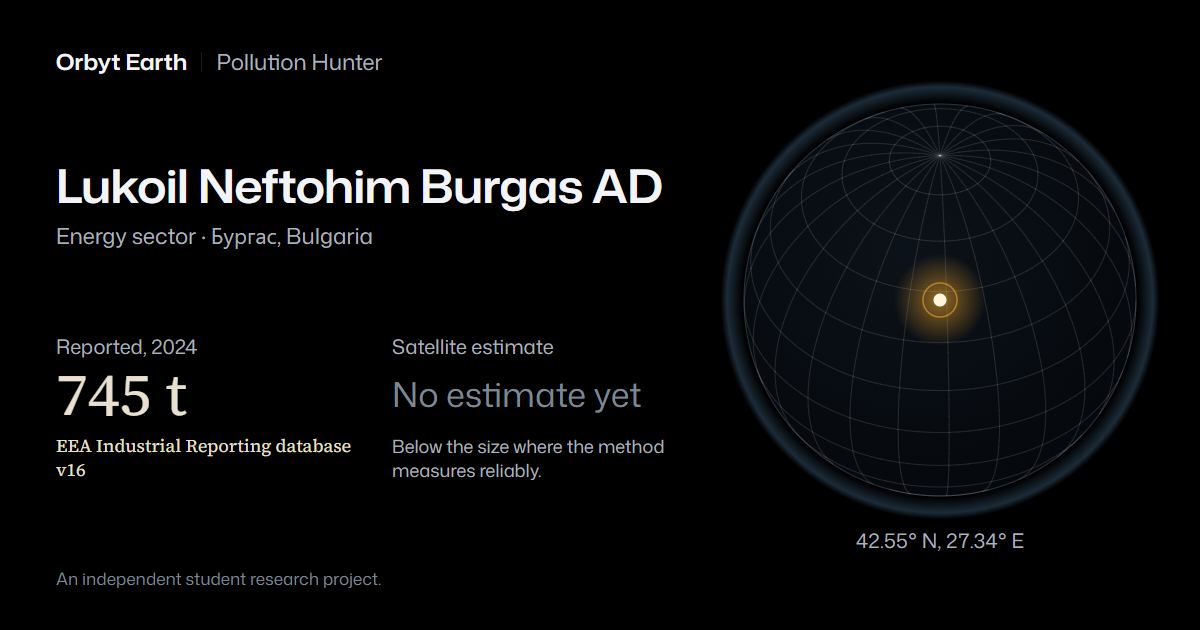 Orbyt Earth | Pollution Hunter
Lukoil Neftohim Burgas AD
Energy sector · Бургас, Bulgaria
Reported, 2024
745 t
EEA Industrial Reporting database
v16
Satellite estimate
No estimate yet
Below the size where the method
measures reliably.
42.55° N, 27.34° E
An independent student research project.